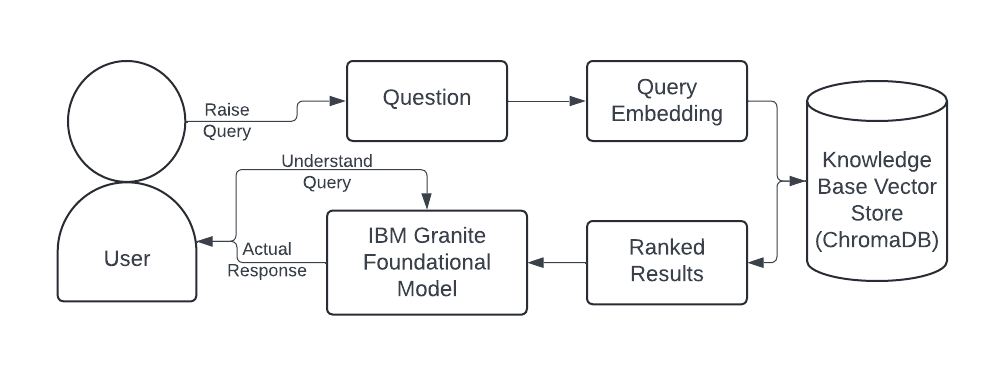 Raise
Query
Question
Query
Embedding
Knowledge
Base Vector
Store
(ChromaDB)
Understand
Query
User
Actual
Response
IBM Granite
Foundational
Model
Ranked
Results